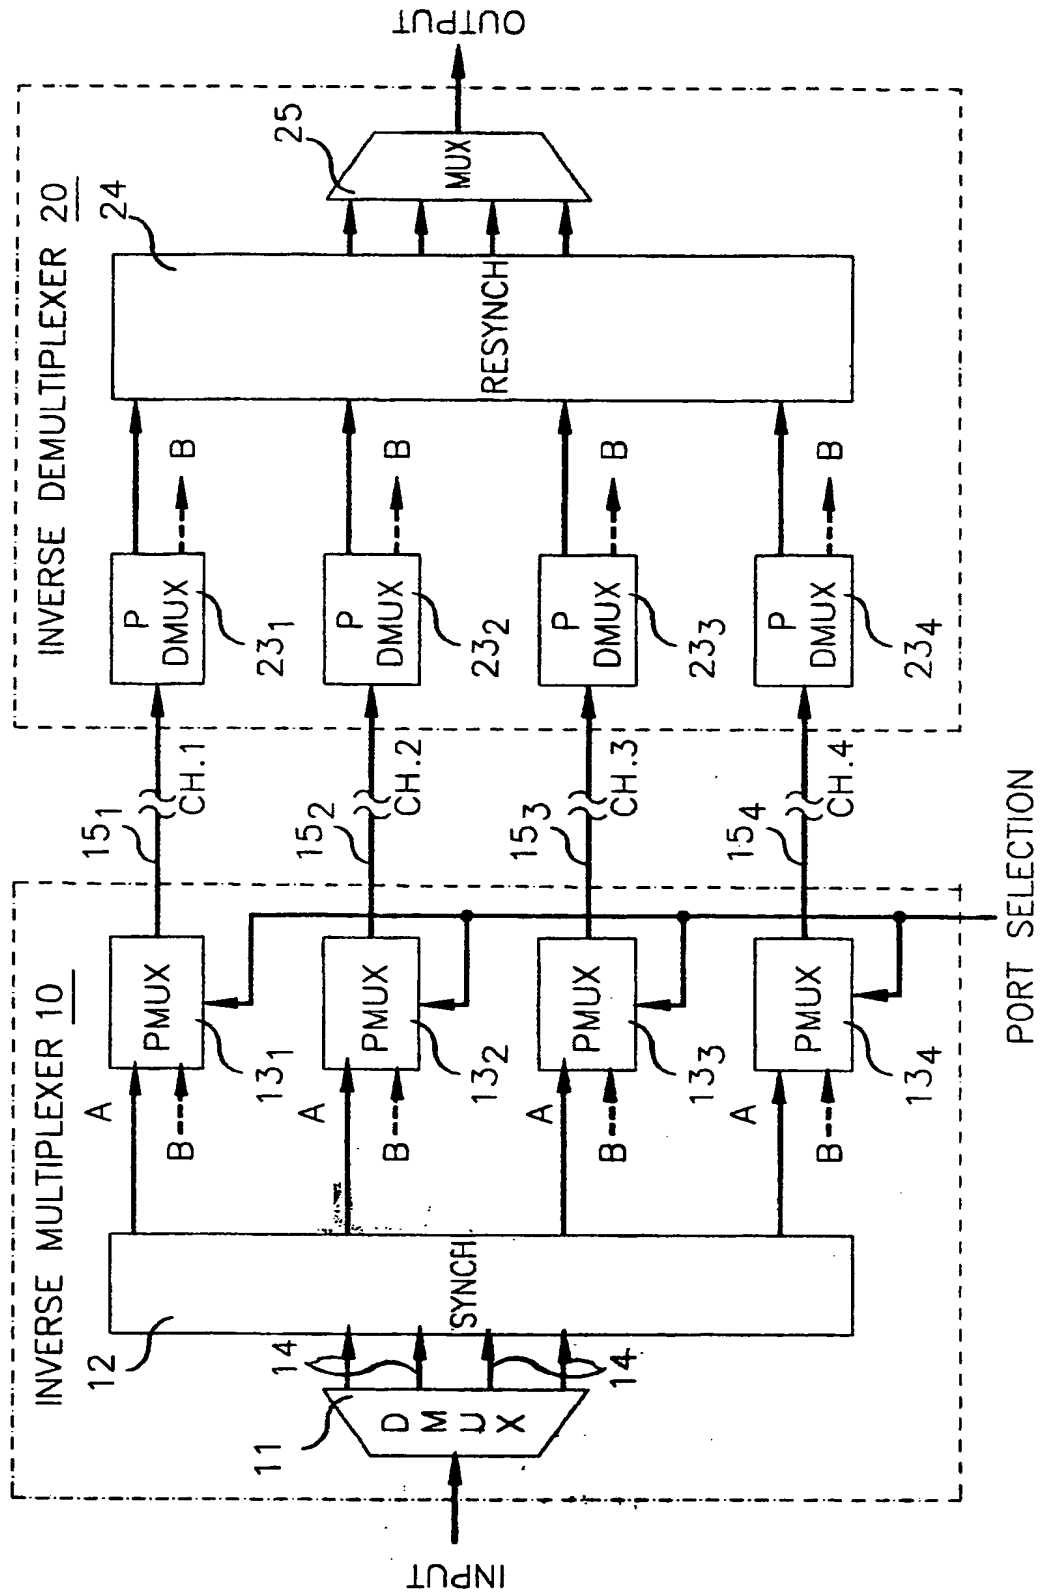 INVERSE MULTIPLEXER 10
INVERSE DEMULTIPLEXER 20
INPUT
11
DMUX
14
14
12
SYNCH
A
B
PMUX
13₁
15₁
CH.1
P
DMUX
23₁
B
A
B
PMUX
13₂
15₂
CH.2
P
DMUX
23₂
B
A
B
PMUX
13₃
15₃
CH.3
P
DMUX
23₃
B
A
B
PMUX
13₄
15₄
CH.4
P
DMUX
23₄
B
PORT SELECTION
24
RESYNCH
25
MUX
OUTPUT